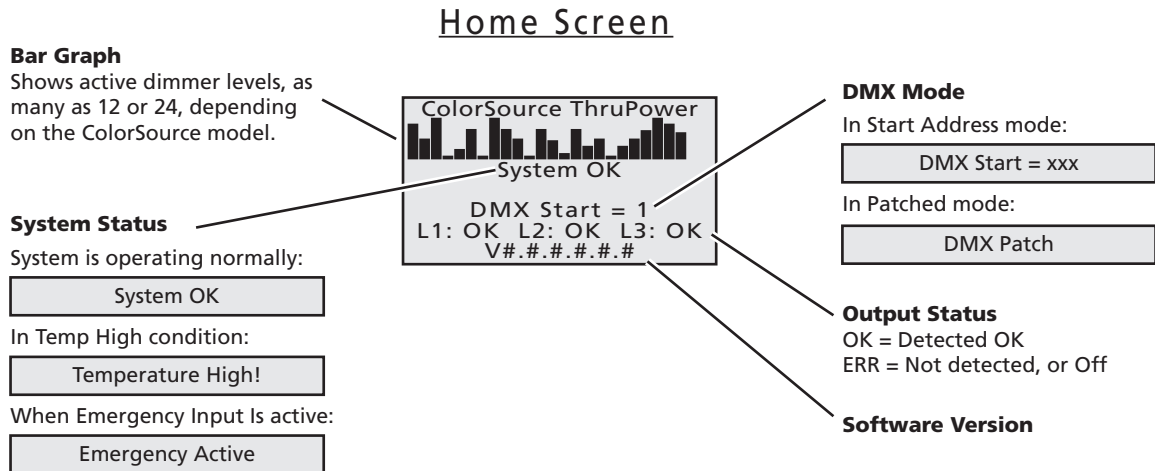 Home Screen
Bar Graph
Shows active dimmer levels, as
many as 12 or 24, depending
on the ColorSource model.
System Status
System is operating normally:
System OK
In Temp High condition:
Temperature High!
When Emergency Input Is active:
Emergency Active
ColorSource ThruPower
System OK
DMX Start = 1
L1: OK L2: OK L3: OK
V#.#.#.#.#.#
DMX Mode
In Start Address mode:
DMX Start = xxx
In Patched mode:
DMX Patch
Output Status
OK = Detected OK
ERR = Not detected, or Off
Software Version